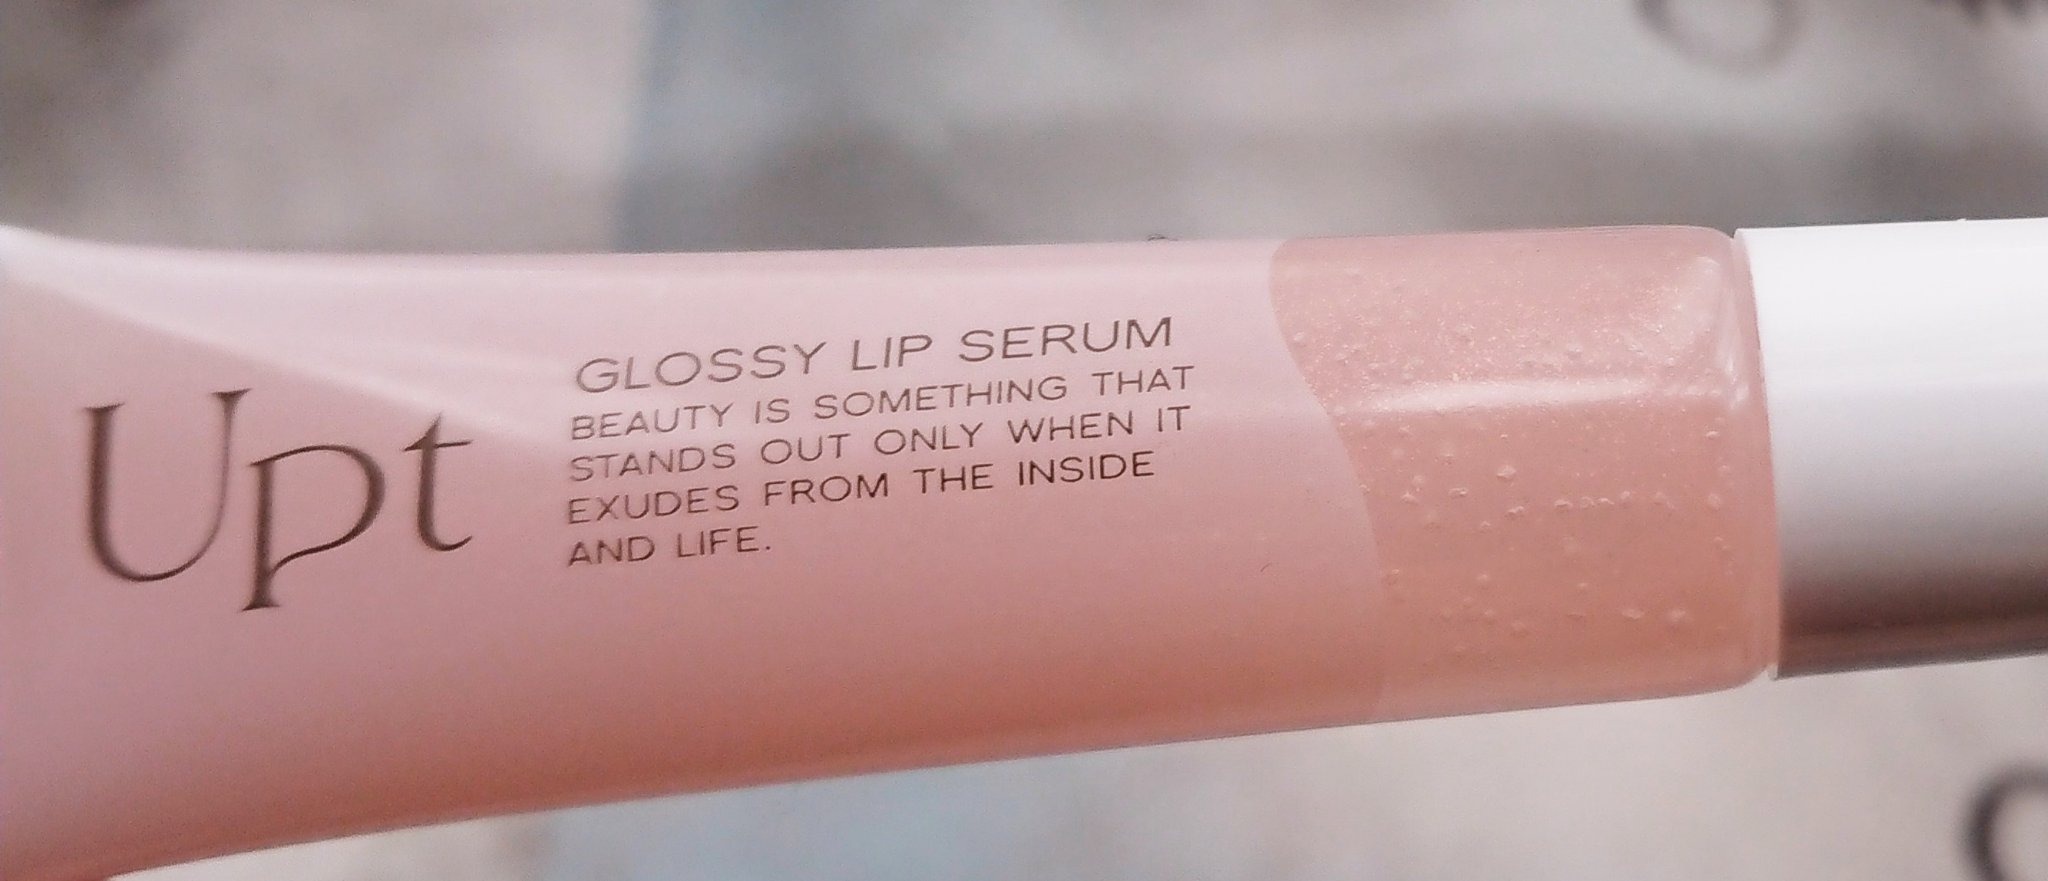 Upt
GLOSSY LIP SERUM
BEAUTY IS SOMETHING THAT
STANDS OUT ONLY WHEN IT
EXUDES FROM THE INSIDE
AND LIFE.